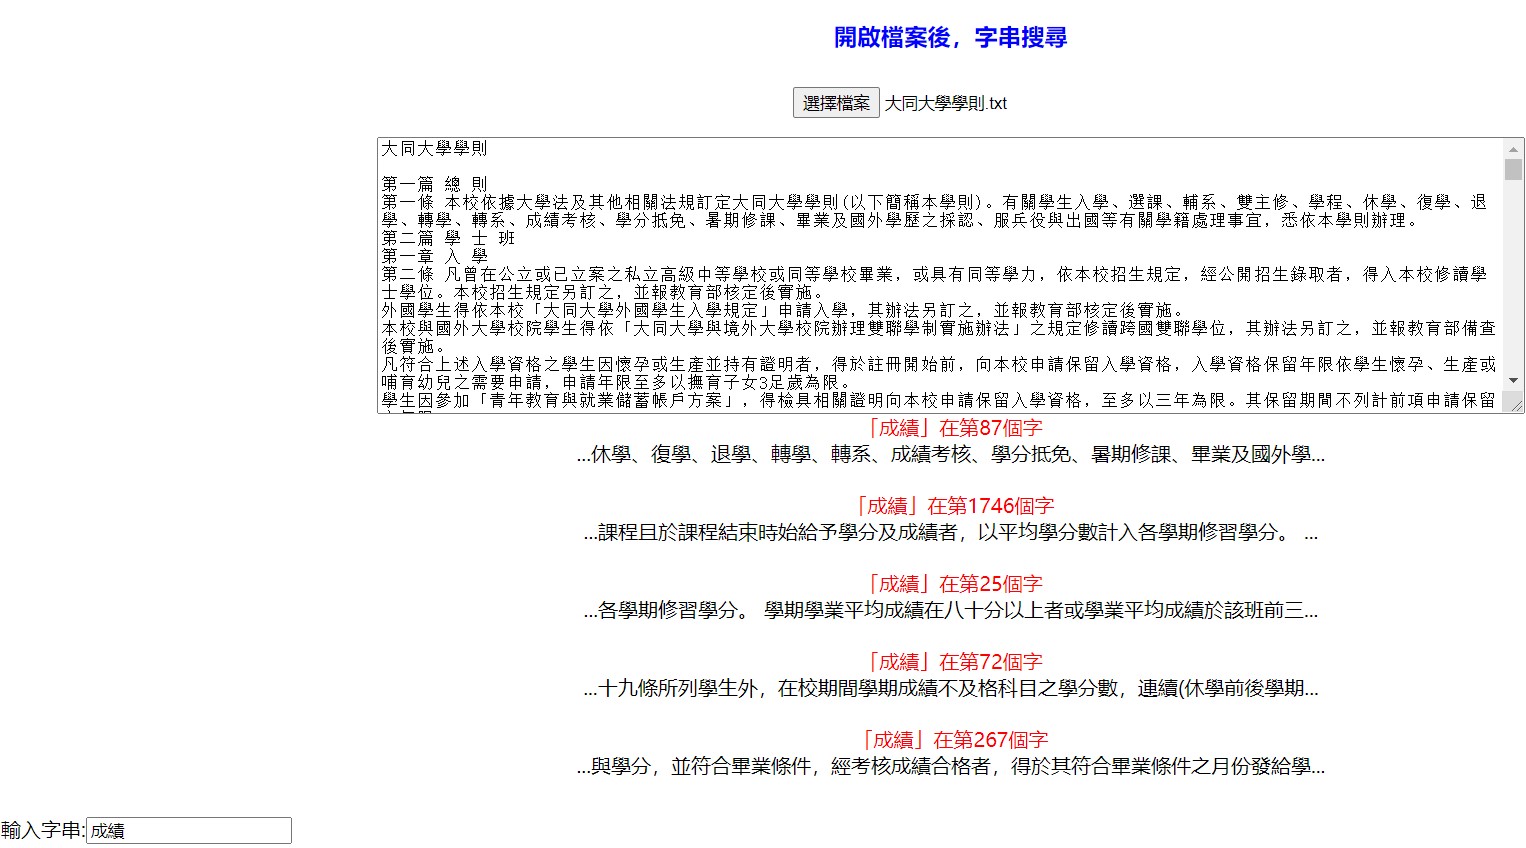 開啟檔案後，字串搜尋
選擇檔案 大同大學學則.txt
大同大學學則
第一篇 總 則
第一條 本校依據大學法及其他相關法規訂定大同大學學則(以下簡稱本學則)。有關學生入學、選課、輔系、雙主修、學程、休學、復學、退
學、轉學、轉系、成績考核、學分抵免、暑期修課、畢業及國外學歷之採認、服兵役與出國等有關學籍處理事宜，悉依本學則辦理。
第二篇 學 士 班
第一章 入 學
第二條 凡曾在公立或已立案之私立高級中等學校或同等學校畢業，或具有同等學力，依本校招生規定，經公開招生錄取者，得入本校修讀學
士學位。本校招生規定另訂之，並報教育部核定後實施。
外國學生得依本校「大同大學外國學生入學規定」申請入學，其辦法另訂之，並報教育部核定後實施。
本校與國外大學校院學生得依「大同大學與境外大學校院辦理雙聯學制實施辦法」之規定修讀跨國雙聯學位，其辦法另訂之，並報教育部備查
後實施。
凡符合上述入學資格之學生因懷孕或生產並持有證明者，得於註冊開始前，向本校申請保留入學資格，入學資格保留年限依學生懷孕、生產或
哺育幼兒之需要申請，申請年限至多以撫育子女3足歲為限。
學生因參加「青年教育與就業儲蓄帳戶方案」，得檢具相關證明向本校申請保留入學資格，至多以三年為限。其保留期間不列計前項申請保留
「成績」在第87個字
...休學、復學、退學、轉學、轉系、成績考核、學分抵免、暑期修課、畢業及國外學...
「成績」在第1746個字
...課程且於課程結束時始給予學分及成績者，以平均學分數計入各學期修習學分。 ...
「成績」在第25個字
...各學期修習學分。 學期學業平均成績在八十分以上者或學業平均成績於該班前三...
「成績」在第72個字
...十九條所列學生外，在校期間學期成績不及格科目之學分數，連續(休學前後學期...
「成績」在第267個字
...與學分，並符合畢業條件，經考核成績合格者，得於其符合畢業條件之月份發給學...
輸入字串:成績